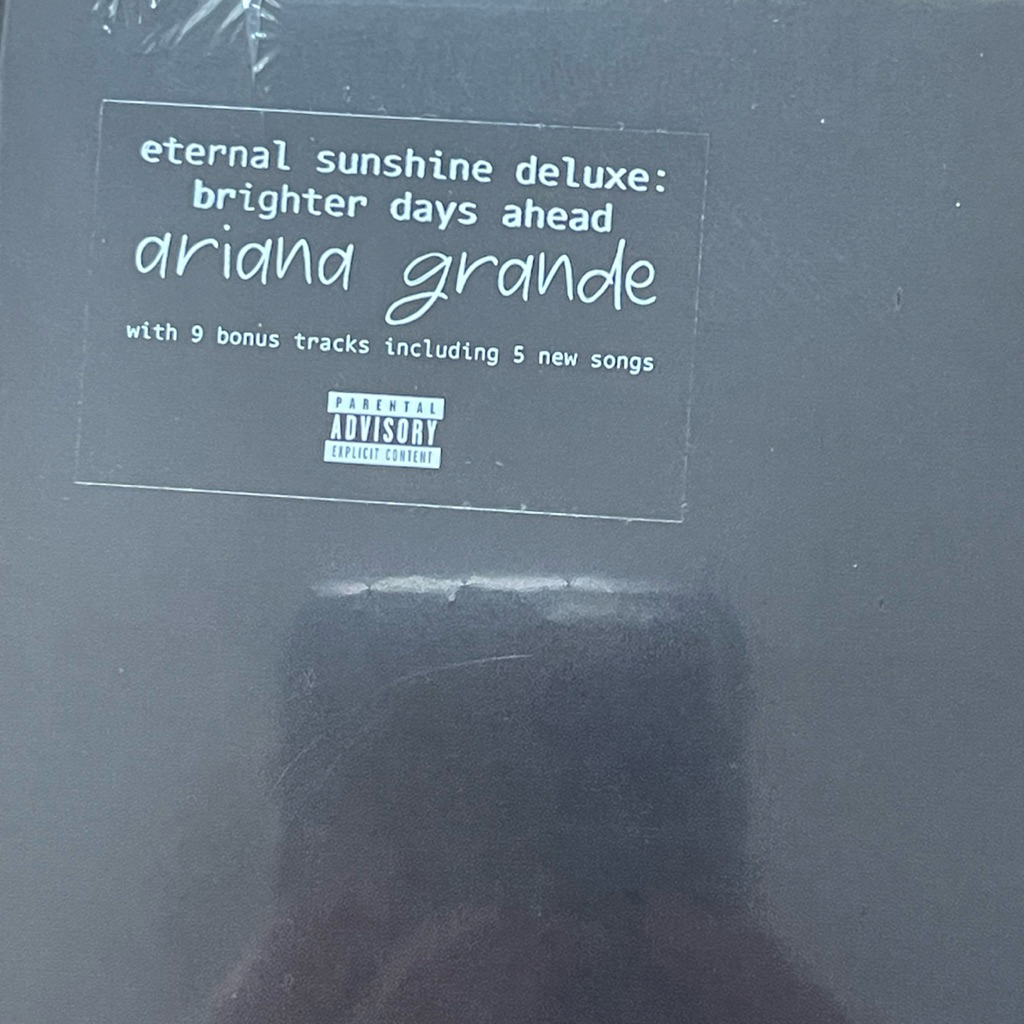 eternal sunshine deluxe:
brighter days ahead
ariana grande
with 9 bonus tracks including 5 new songs
PARENTAL
ADVISORY
EXPLICIT CONTENT